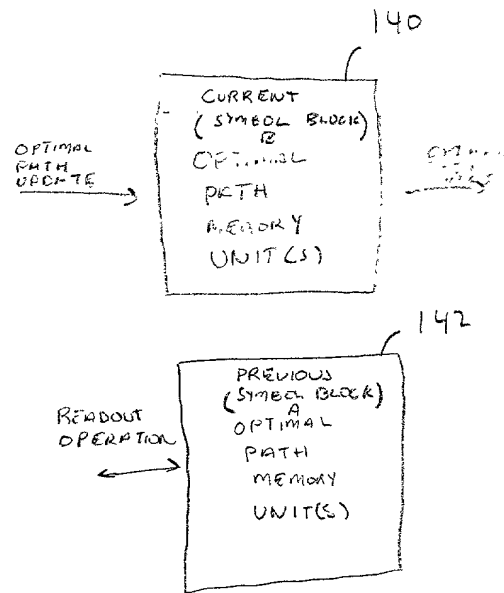 140
CURRENT
(SYMBOL BLOCK)
B
OPTIMAL
PATH
MEMORY
UNIT(S)
OPTIMAL
PATH
UPDATE
142
PREVIOUS
(SYMBOL BLOCK)
A
OPTIMAL
PATH
MEMORY
UNIT(S)
READOUT
OPERATION